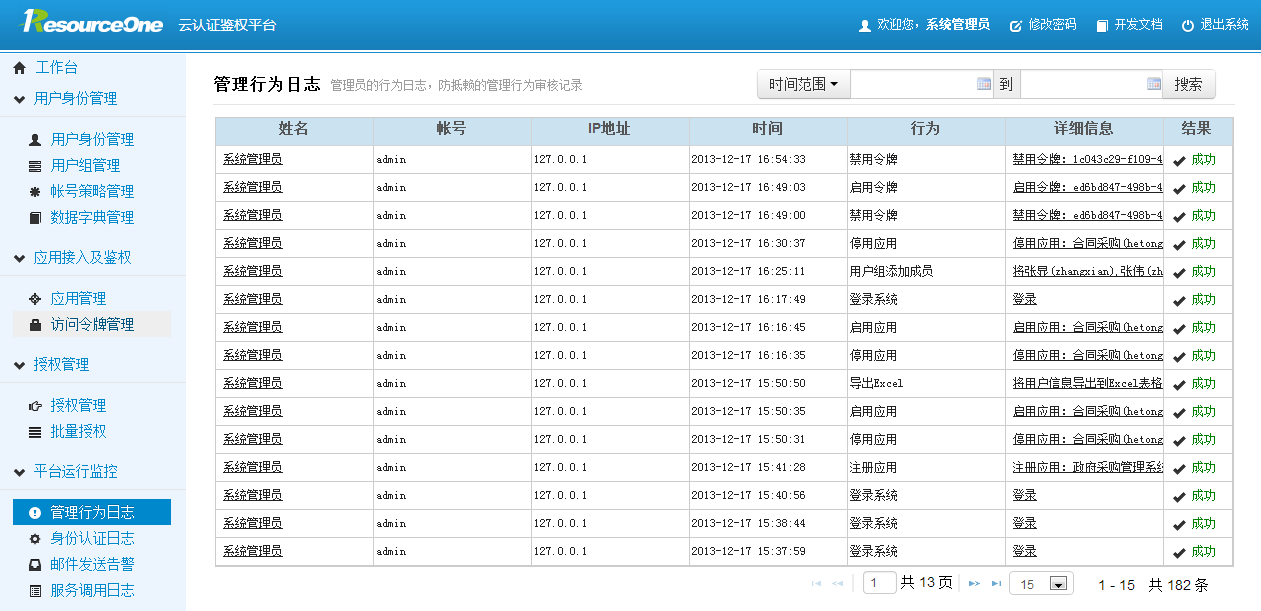 ResourceOne 云认证鉴权平台 欢迎您，系统管理员 修改密码 开发文档 退出系统
工作台
用户身份管理
用户身份管理
用户组管理
帐号策略管理
数据字典管理
应用接入及鉴权
应用管理
访问令牌管理
授权管理
授权管理
批量授权
平台运行监控
管理行为日志
身份认证日志
邮件发送告警
服务调用日志
管理行为日志 管理员的行为日志，防抵赖的管理行为审核记录 时间范围 到 搜索
姓名 帐号 IP地址 时间 行为 详细信息 结果
系统管理员 admin 127.0.0.1 2013-12-17 16:54:33 禁用令牌 禁用令牌：1c043c29-f109-4 成功
系统管理员 admin 127.0.0.1 2013-12-17 16:49:03 启用令牌 启用令牌：ed6bd847-498b-4 成功
系统管理员 admin 127.0.0.1 2013-12-17 16:49:00 禁用令牌 禁用令牌：ed6bd847-498b-4 成功
系统管理员 admin 127.0.0.1 2013-12-17 16:30:37 停用应用 停用应用：合同采购(hetong 成功
系统管理员 admin 127.0.0.1 2013-12-17 16:25:11 用户组添加成员 将张显(zhangxian),张伟(zh 成功
系统管理员 admin 127.0.0.1 2013-12-17 16:17:49 登录系统 登录 成功
系统管理员 admin 127.0.0.1 2013-12-17 16:16:45 启用应用 启用应用：合同采购(hetong 成功
系统管理员 admin 127.0.0.1 2013-12-17 16:16:35 停用应用 停用应用：合同采购(hetong 成功
系统管理员 admin 127.0.0.1 2013-12-17 15:50:50 导出Excel 将用户信息导出到Excel表格 成功
系统管理员 admin 127.0.0.1 2013-12-17 15:50:35 启用应用 启用应用：合同采购(hetong 成功
系统管理员 admin 127.0.0.1 2013-12-17 15:50:31 停用应用 停用应用：合同采购(hetong 成功
系统管理员 admin 127.0.0.1 2013-12-17 15:41:28 注册应用 注册应用：政府采购管理系统 成功
系统管理员 admin 127.0.0.1 2013-12-17 15:40:56 登录系统 登录 成功
系统管理员 admin 127.0.0.1 2013-12-17 15:38:44 登录系统 登录 成功
系统管理员 admin 127.0.0.1 2013-12-17 15:37:59 登录系统 登录 成功
1 共 13 页 15 1 - 15 共 182 条